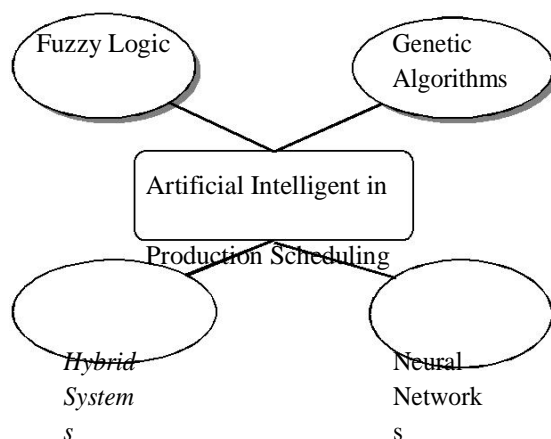 Fuzzy Logic
Genetic
Algorithms
Artificial Intelligent in
Production Scheduling
Hybrid
System
s
Neural
Network
s